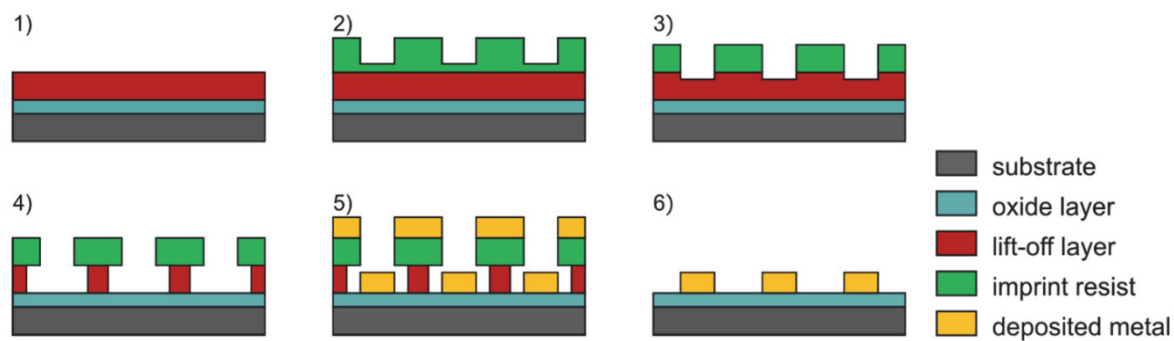 1)
2)
3)
4)
5)
6)
substrate
oxide layer
lift-off layer
imprint resist
deposited metal